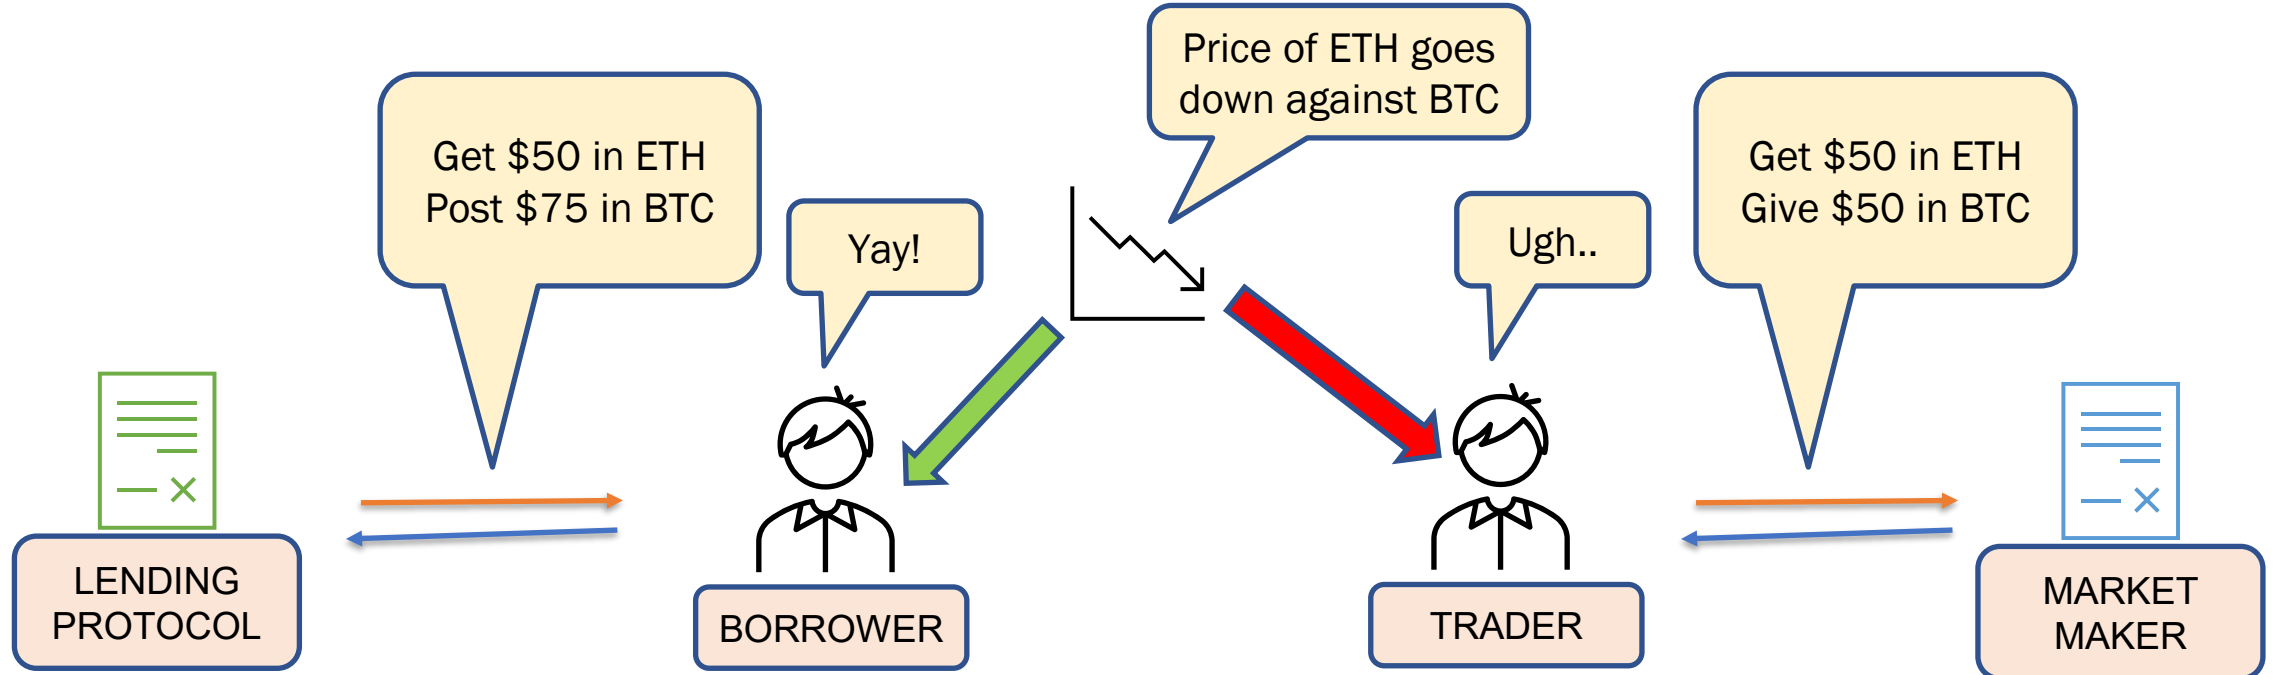 Price of ETH goes
down against BTC
Get $50 in ETH
Post $75 in BTC
Yay!
Ugh..
Get $50 in ETH
Give $50 in BTC
LENDING
PROTOCOL
BORROWER
TRADER
MARKET
MAKER